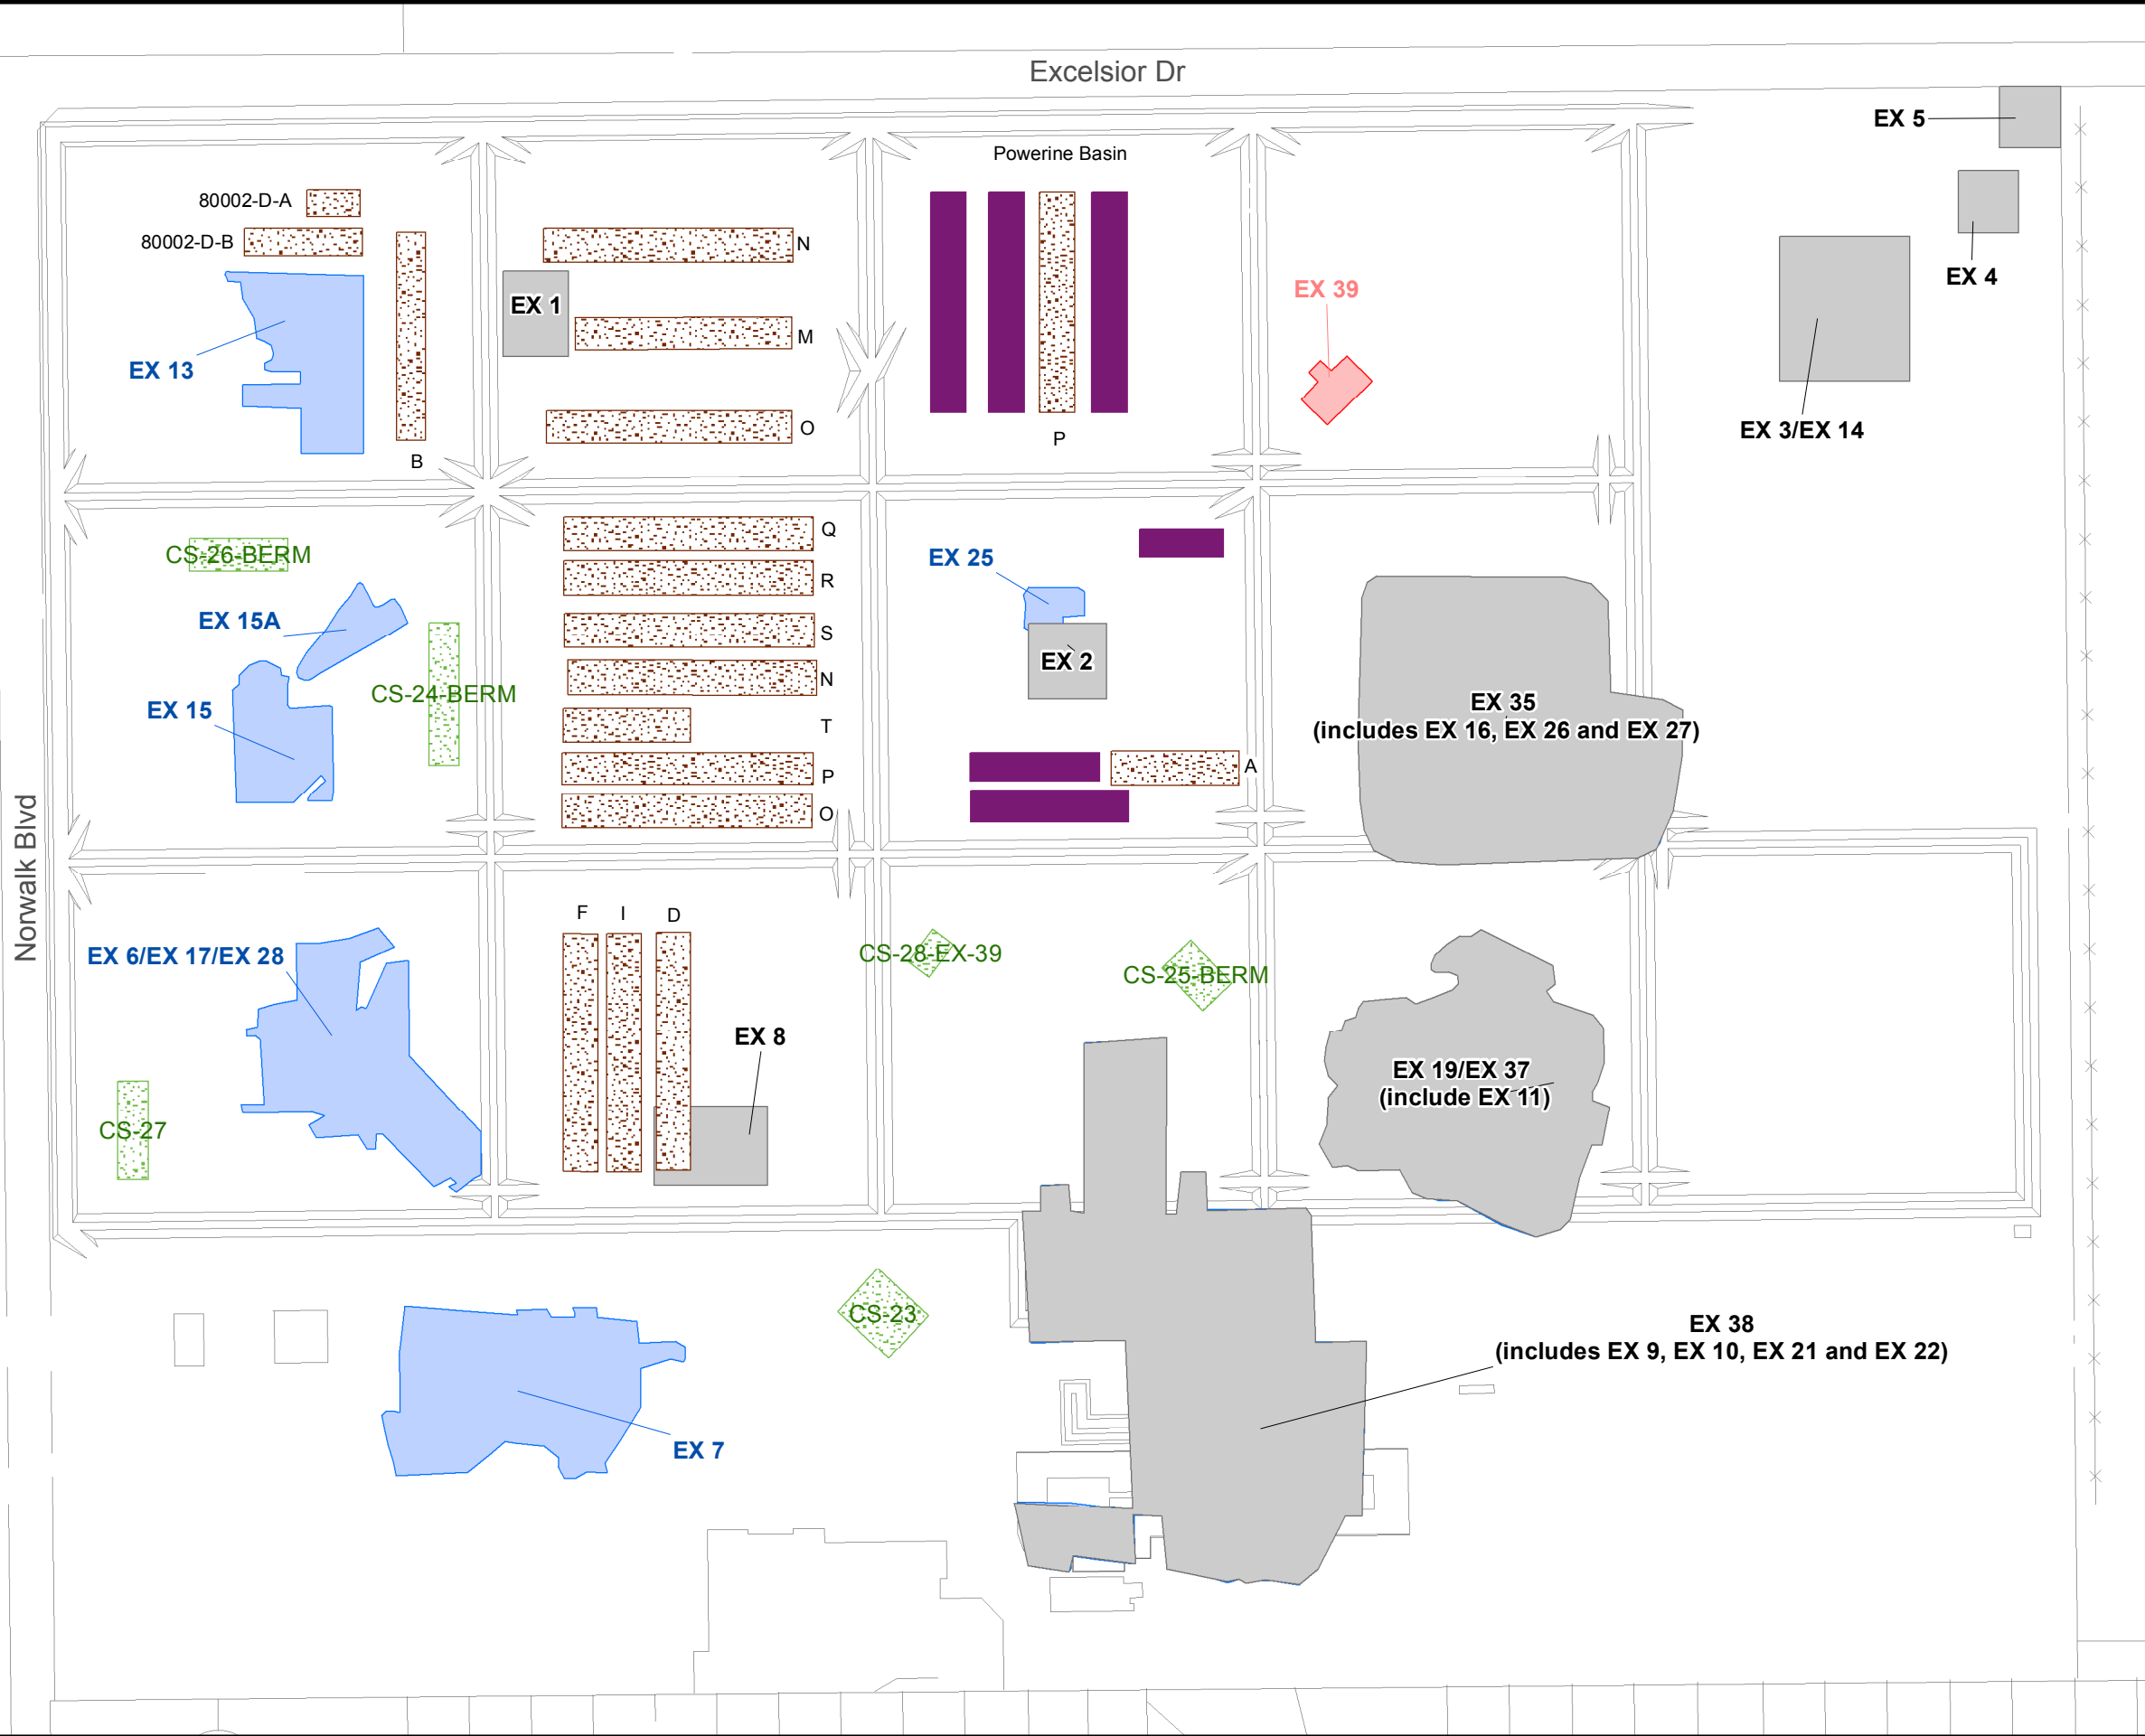 Excelsior Dr
EX 5
Powerine Basin
80002-D-A
80002-D-B
N
EX 4
EX 39
EX 1
M
EX 13
O
EX 3/EX 14
P
B
Q
CS-26-BERM
EX 25
R
EX 15A
S
EX 2
N
CS-24-BERM
EX 15
EX 35
(includes EX 16, EX 26 and EX 27)
T
A
P
O
Norwalk Blvd
F I D
EX 6/EX 17/EX 28
CS-28-EX-39
CS-25-BERM
EX 8
EX 19/EX 37
(include EX 11)
CS-27
CS-23
EX 38
(includes EX 9, EX 10, EX 21 and EX 22)
EX 7